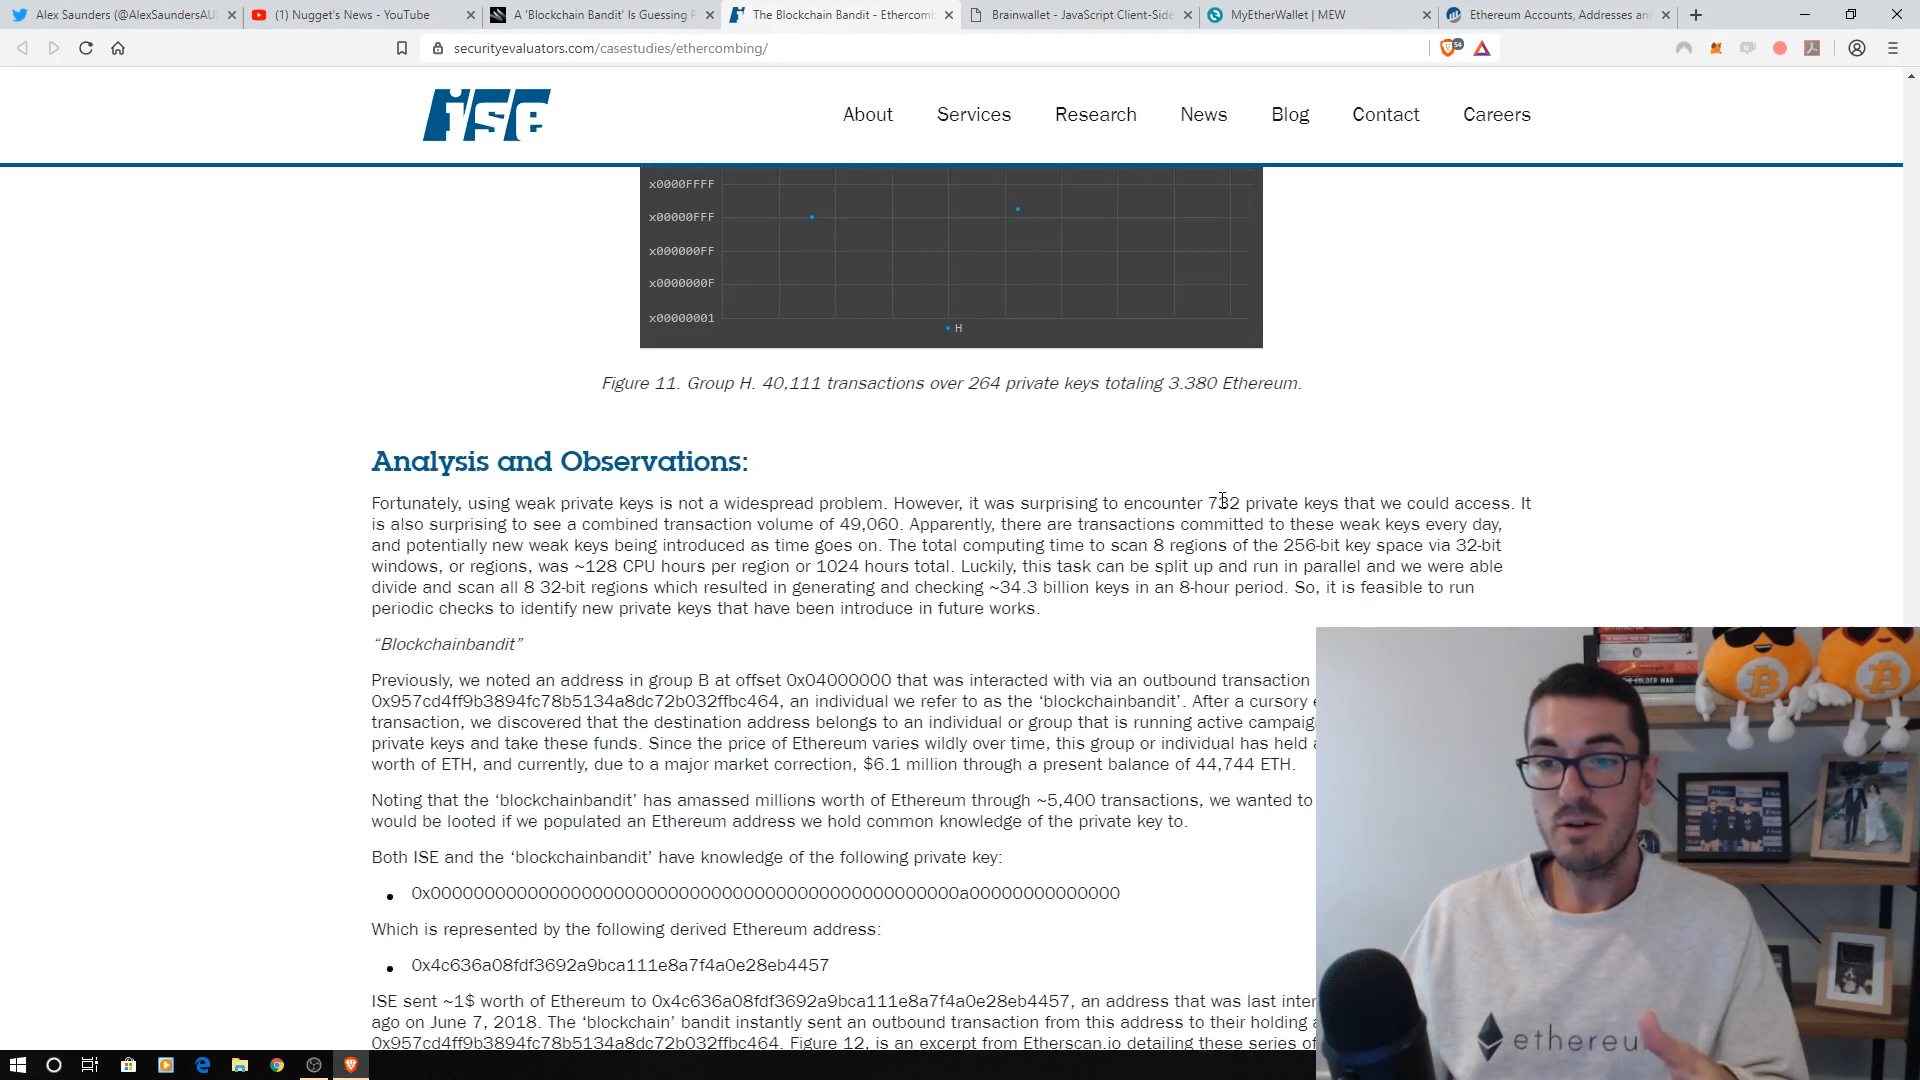 Alex Saunders (@AlexSaundersAU
(1) Nugget's News - YouTube
A 'Blockchain Bandit' Is Guessing P
The Blockchain Bandit - Ethercomb
Brainwallet - JavaScript Client-Side
MyEtherWallet | MEW
Ethereum Accounts, Addresses an
securityevaluators.com/casestudies/ethercombing/
54
ise
About
Services
Research
News
Blog
Contact
Careers
x0000FFFF
x00000FFF
x000000FF
x0000000F
x00000001
H
Figure 11. Group H. 40,111 transactions over 264 private keys totaling 3.380 Ethereum.
Analysis and Observations:
Fortunately, using weak private keys is not a widespread problem. However, it was surprising to encounter 732 private keys that we could access. It
is also surprising to see a combined transaction volume of 49,060. Apparently, there are transactions committed to these weak keys every day,
and potentially new weak keys being introduced as time goes on. The total computing time to scan 8 regions of the 256-bit key space via 32-bit
windows, or regions, was ~128 CPU hours per region or 1024 hours total. Luckily, this task can be split up and run in parallel and we were able
divide and scan all 8 32-bit regions which resulted in generating and checking ~34.3 billion keys in an 8-hour period. So, it is feasible to run
periodic checks to identify new private keys that have been introduce in future works.
“Blockchainbandit”
Previously, we noted an address in group B at offset 0x04000000 that was interacted with via an outbound transaction
0x957cd4ff9b3894fc78b5134a8dc72b032ffbc464, an individual we refer to as the ‘blockchainbandit’. After a cursory
transaction, we discovered that the destination address belongs to an individual or group that is running active campaig
private keys and take these funds. Since the price of Ethereum varies wildly over time, this group or individual has held
worth of ETH, and currently, due to a major market correction, $6.1 million through a present balance of 44,744 ETH.
Noting that the ‘blockchainbandit’ has amassed millions worth of Ethereum through ~5,400 transactions, we wanted to
would be looted if we populated an Ethereum address we hold common knowledge of the private key to.
Both ISE and the ‘blockchainbandit’ have knowledge of the following private key:
• 0x00000000000000000000000000000000000000000000000000a00000000000000
Which is represented by the following derived Ethereum address:
• 0x4c636a08fdf3692a9bca111e8a7f4a0e28eb4457
ISE sent ~1$ worth of Ethereum to 0x4c636a08fdf3692a9bca111e8a7f4a0e28eb4457, an address that was last inter
ago on June 7, 2018. The ‘blockchain’ bandit instantly sent an outbound transaction from this address to their holding
0x957cd4ff9b3894fc78b5134a8dc72b032ffbc464. Figure 12, is an excerpt from Etherscan.io detailing these series of
THE COLDER WAR
ethereu